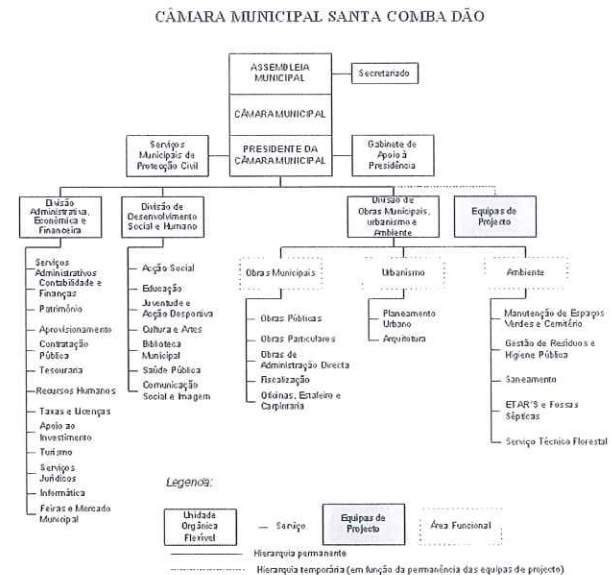 CÂMARA MUNICIPAL SANTA COMBA DÃO
ASSEMBLEIA
MUNICIPAL
Secretariado
CÂMARA MUNICIPAL
Serviços
Municipais de
Protecção Civil
PRESIDENTE DA
CÂMARA MUNICIPAL
Gabinete de
Apoio à
Presidência
Divisão
Administrativa,
Económica e
Financeira
Divisão de
Desenvolvimento
Social e Humano
Divisão de
Obras Municipais,
urbanismo e
Ambiente
Equipas de
Projecto
Serviços
Administrativos
Contabilidade e
Finanças
Património
Aprovisionamento
Contratação
Pública
Tesouraria
Recursos Humanos
Taxas e Licenças
Apoio ao
Investimento
Turismo
Serviços
Jurídicos
Informática
Feiras e Mercado
Municipal
Acção Social
Educação
Juventude e
Acção Desportiva
Cultura e Artes
Biblioteca
Municipal
Saúde Pública
Comunicação
Social e Imagem
Obras Municipais
Obras Públicas
Obras Particulares
Obras de
Administração Directa
Fiscalização
Oficinas, Estaleiro e
Carpintaria
Urbanismo
Planeamento
Urbano
Arquitetura
Ambiente
Manutenção de Espaços
Verdes e Cemitério
Gestão de Resíduos e
Higiene Pública
Saneamento
ETAR'S e Fossas
Sépticas
Serviço Técnico Florestal
Legenda:
Unidade
Orgânica
Flexível
Serviço
Equipas de
Projecto
Área Funcional
Hierarquia permanente
Hierarquia temporária (em função da permanência das equipas de projecto)